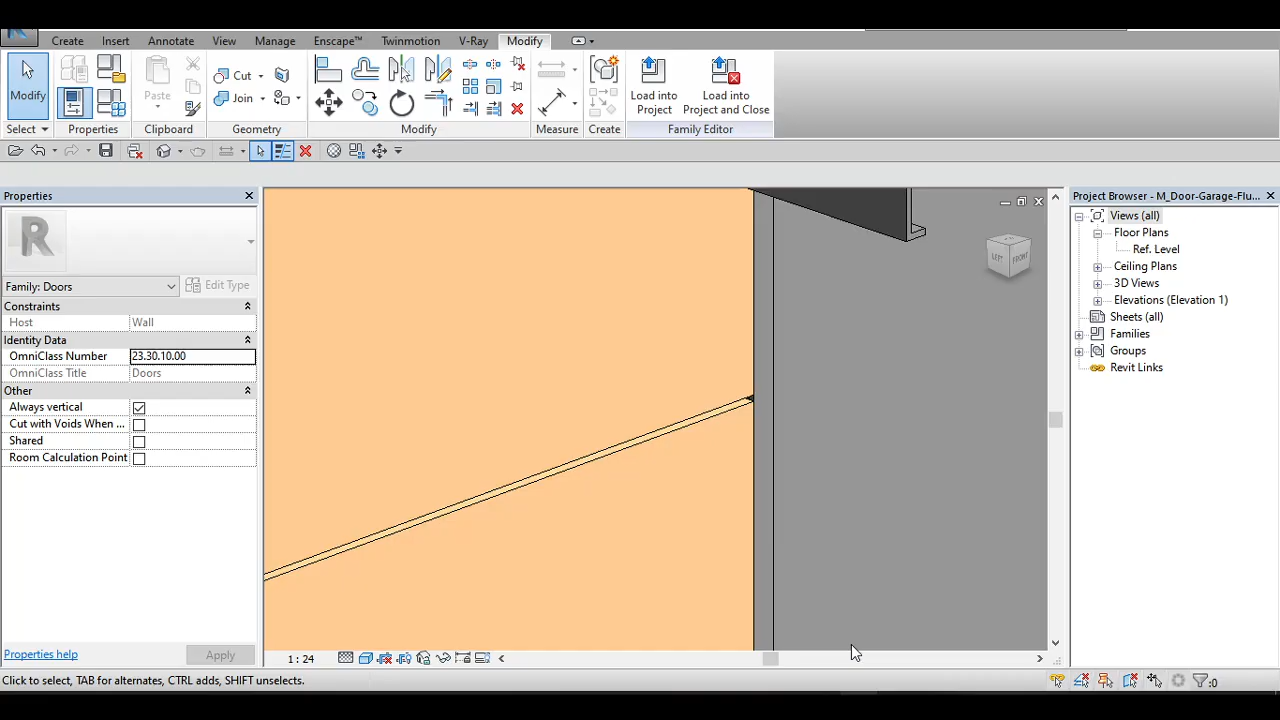 Create Insert Annotate View Manage Enscape™ Twinmotion V-Ray Modify
Modify
Paste
Cut
Join
Load into
Project
Load into
Project and Close
Select Properties Clipboard Geometry Modify Measure Create Family Editor
Properties
R
Family: Doors
Edit Type
Constraints
Host Wall
Identity Data
OmniClass Number 23.30.10.00
OmniClass Title Doors
Other
Always vertical
Cut with Voids When ...
Shared
Room Calculation Point
Properties help
Apply
LEFT FRONT
1 : 24
Project Browser - M_Door-Garage-Flu...
Views (all)
Floor Plans
Ref. Level
Ceiling Plans
3D Views
Elevations (Elevation 1)
Sheets (all)
Families
Groups
Revit Links
Click to select, TAB for alternates, CTRL adds, SHIFT unselects.
:0